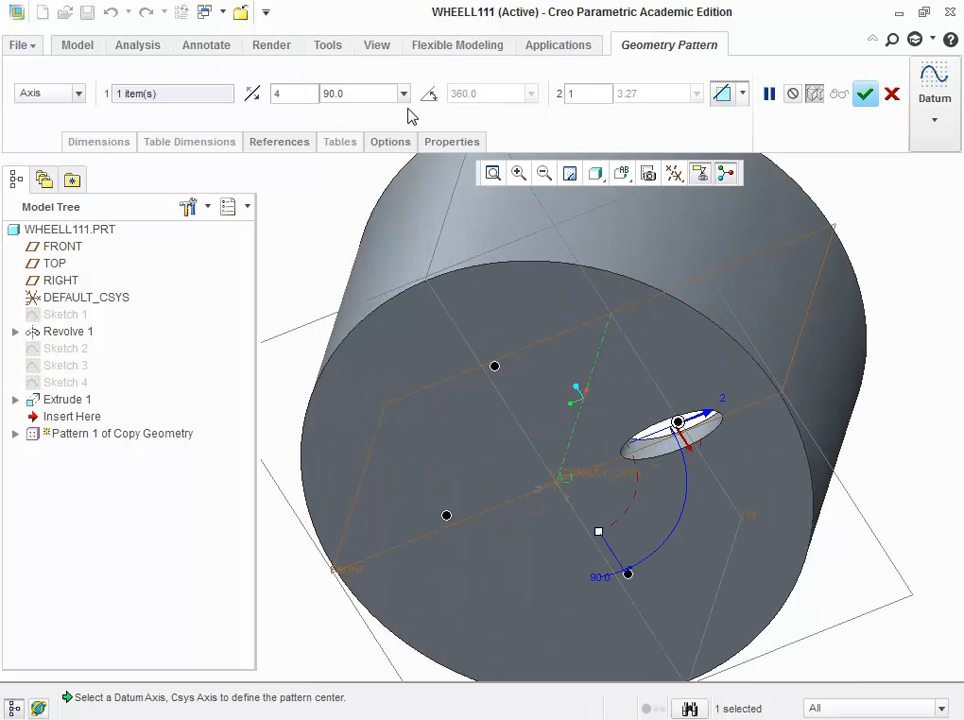 WHEELL111 (Active) - Creo Parametric Academic Edition
File Model Analysis Annotate Render Tools View Flexible Modeling Applications Geometry Pattern
Axis 1 1 item(s) 4 90.0 360.0 2 1 3.27
Datum
Dimensions Table Dimensions References Tables Options Properties
Model Tree
WHEELL111.PRT
FRONT
TOP
RIGHT
DEFAULT_CSYS
Sketch 1
Revolve 1
Sketch 2
Sketch 3
Sketch 4
Extrude 1
Insert Here
Pattern 1 of Copy Geometry
2
90.0
FRONT
Select a Datum Axis, Csys Axis to define the pattern center.
1 selected
All